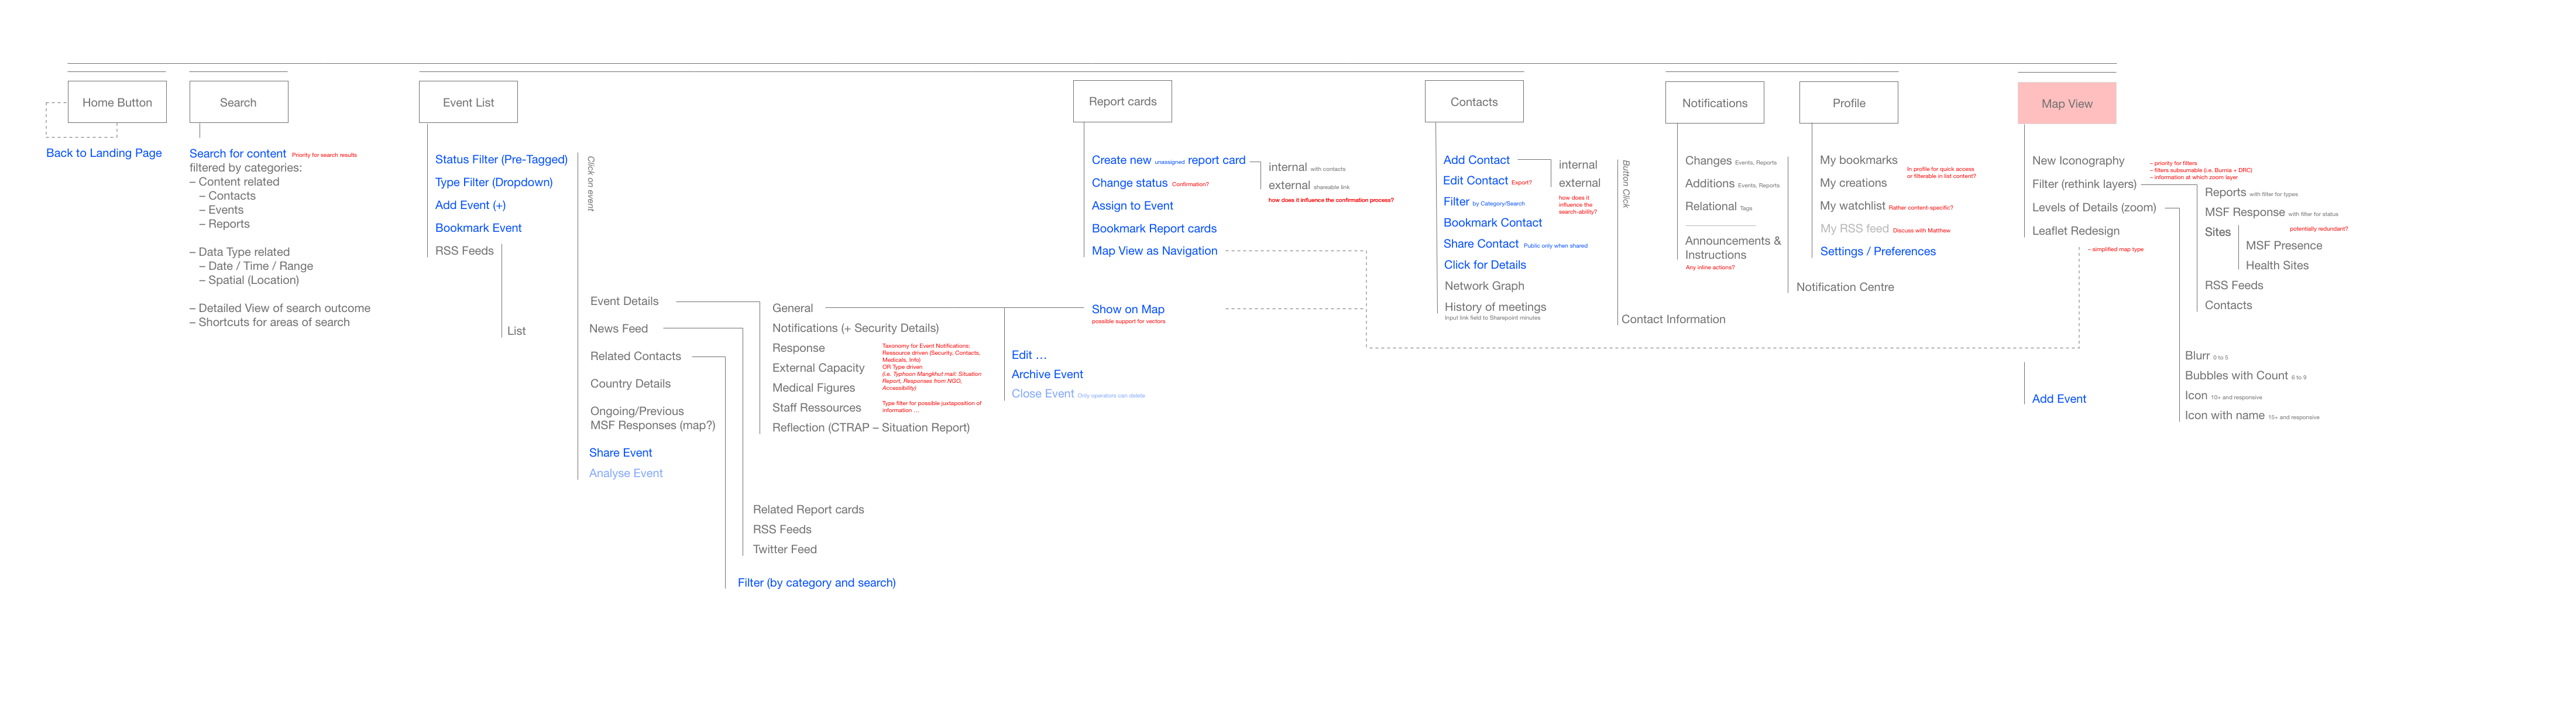 Home Button
Back to Landing Page
Search
Search for content Priority for search results
filtered by categories:
– Content related
– Contacts
– Events
– Reports
– Data Type related
– Date / Time / Range
– Spatial (Location)
– Detailed View of search outcome
– Shortcuts for areas of search
Event List
Status Filter (Pre-Tagged)
Type Filter (Dropdown)
Add Event (+)
Bookmark Event
RSS Feeds
List
Click on event
Event Details
News Feed
Related Contacts
Country Details
Ongoing/Previous
MSF Responses (map?)
Share Event
Analyse Event
General
Notifications (+ Security Details)
Response
External Capacity
Medical Figures
Staff Ressources
Reflection (CTRAP – Situation Report)
Taxonomy for Event Notifications:
Ressource driven (Security, Contacts,
Medicals, Info)
OR Type driven
(i.e. Typhoon Mangkhut mail: Situation
Report, Responses from NGO,
Accessibility)
Type filter for possible juxtaposition of
information …
Related Report cards
RSS Feeds
Twitter Feed
Filter (by category and search)
Edit …
Archive Event
Close Event Only operators can delete
Show on Map
possible support for vectors
Report cards
Create new unassigned report card
Change status Confirmation?
Assign to Event
Bookmark Report cards
Map View as Navigation
internal with contacts
external shareable link
how does it influence the confirmation process?
Contacts
Add Contact
Edit Contact Export?
Filter by Category/Search
Bookmark Contact
Share Contact Public only when shared
Click for Details
Network Graph
History of meetings
Input link field to Sharepoint minutes
internal
external
how does it
influence the
search-ability?
Button Click
Contact Information
Notifications
Changes Events, Reports
Additions Events, Reports
Relational Tags
Announcements &
Instructions
Any inline actions?
Notification Centre
Profile
My bookmarks
My creations
My watchlist Rather content-specific?
My RSS feed Discuss with Matthew
Settings / Preferences
In profile for quick access
or filterable in list content?
Map View
New Iconography
Filter (rethink layers)
Levels of Details (zoom)
Leaflet Redesign
– priority for filters
– filters subsumable (i.e. Burnia + DRC)
– information at which zoom layer
– simplified map type
Reports with filter for types
MSF Response with filter for status
Sites
potentially redundant?
MSF Presence
Health Sites
RSS Feeds
Contacts
Blurr 0 to 5
Bubbles with Count 6 to 9
Icon 10+ and responsive
Icon with name 15+ and responsive
Add Event